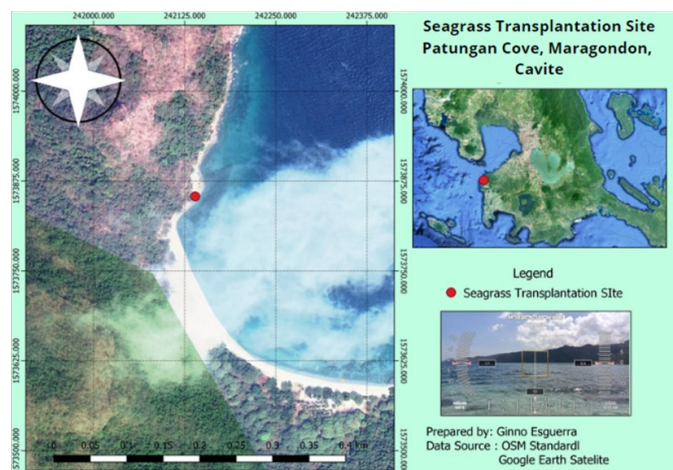 Seagrass Transplantation Site
Patungan Cove, Maragondon,
Cavite
242000.000 242125.000 242250.000 242375.000
1574000.000 1574000.000
1573875.000 1573875.000
1573750.000 1573750.000
1573625.000 1573625.000
1573500.000 1573500.00
0 0.05 0.1 0.15 0.2 0.25 0.3 0.35 0.4 km
Legend
Seagrass Transplantation SIte
Prepared by: Ginno Esguerra
Data Source : OSM Standardl
Google Earth Satelite